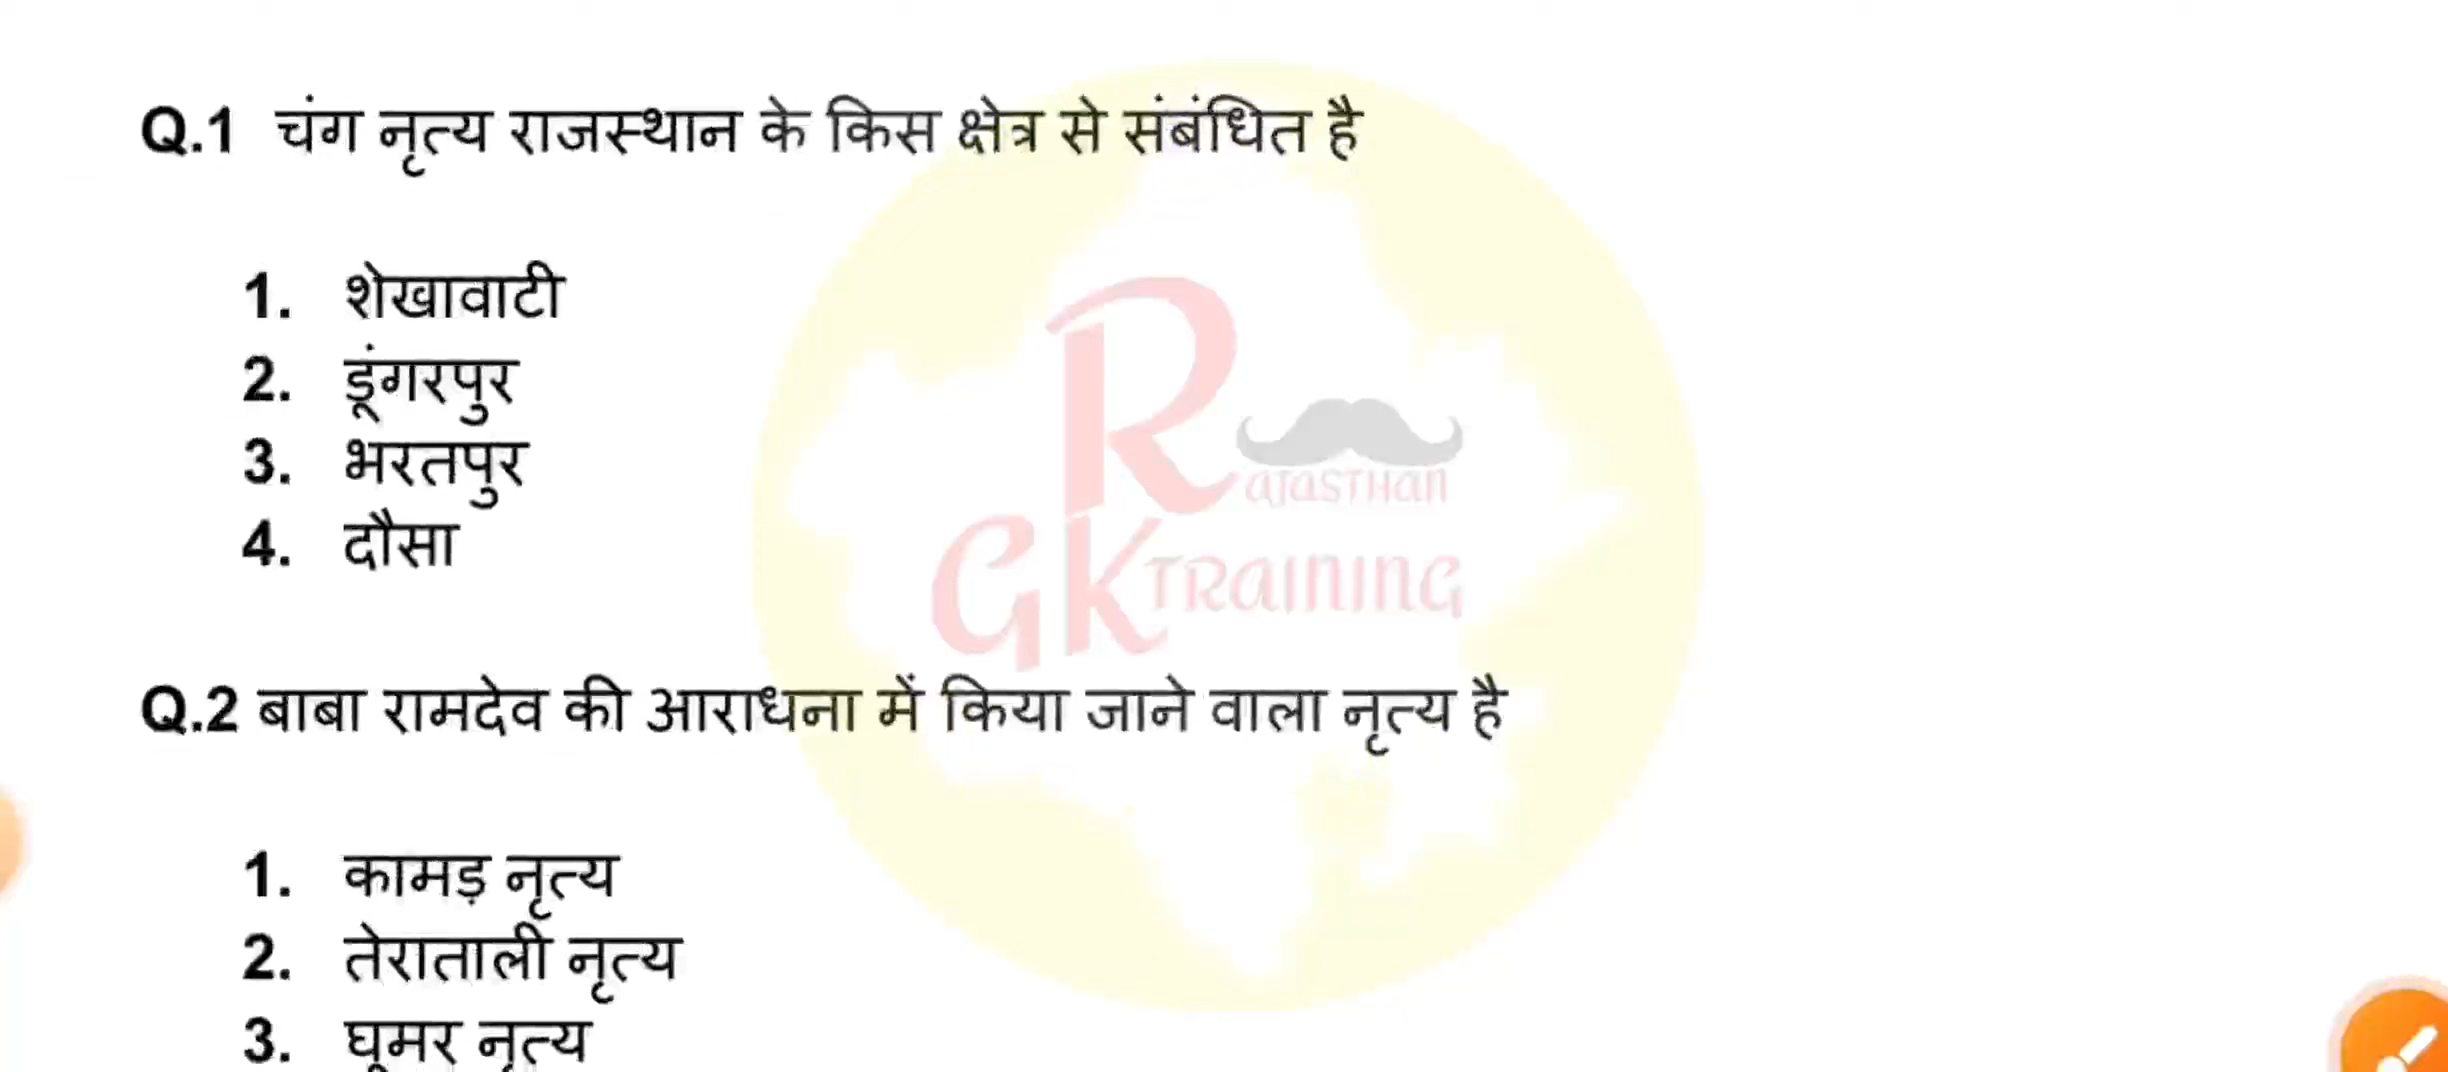 Q.1 चंग नृत्य राजस्थान के किस क्षेत्र से संबंधित है
1. शेखावाटी
2. डूंगरपुर
3. भरतपुर
4. दौसा
RAJASTHAN
GK TRAINING
Q.2 बाबा रामदेव की आराधना में किया जाने वाला नृत्य है
1. कामड़ नृत्य
2. तेराताली नृत्य
3. घूमर नृत्य